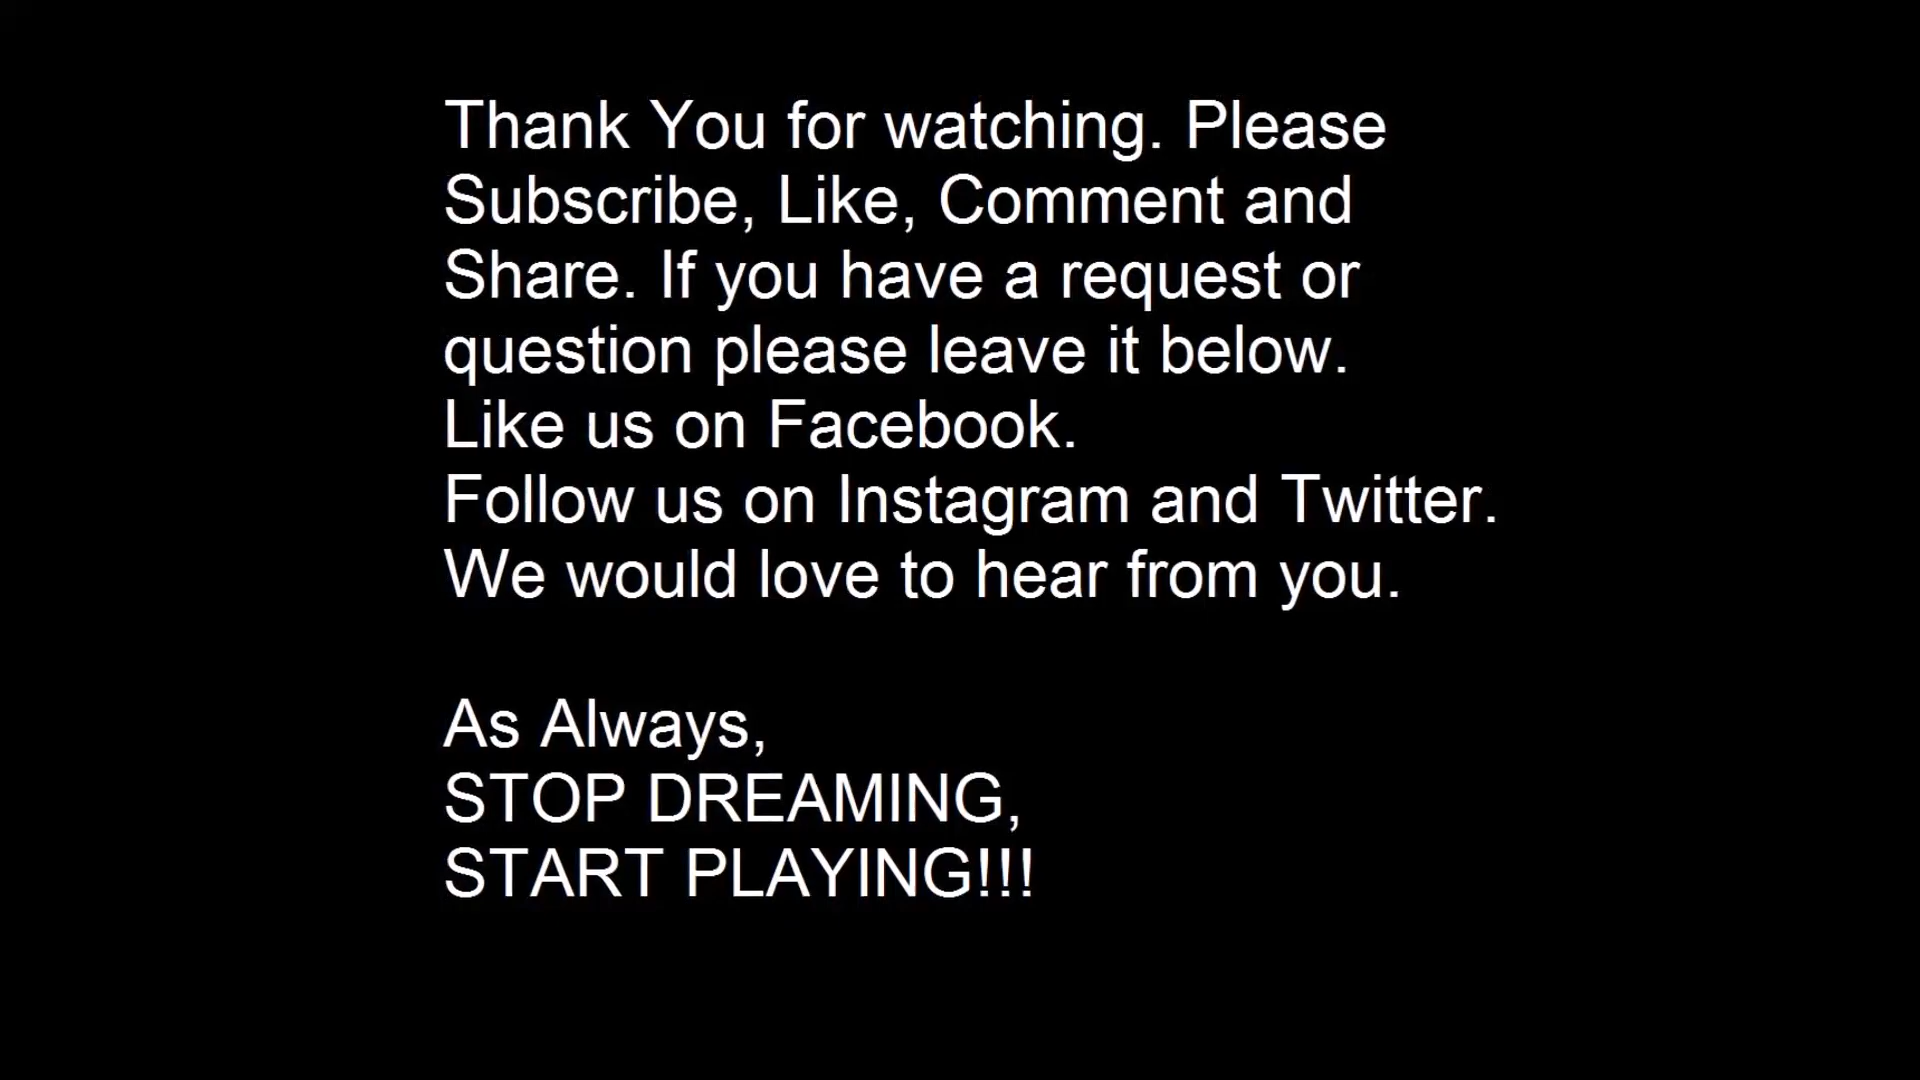 Thank You for watching. Please
Subscribe, Like, Comment and
Share. If you have a request or
question please leave it below.
Like us on Facebook.
Follow us on Instagram and Twitter.
We would love to hear from you.
As Always,
STOP DREAMING,
START PLAYING!!!